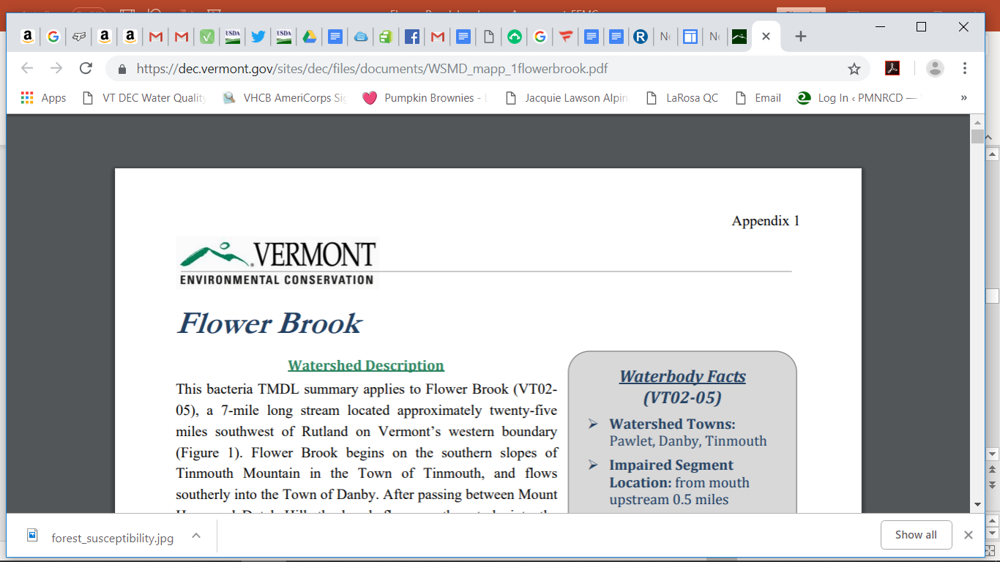 USDA
USDA
https://dec.vermont.gov/sites/dec/files/documents/WSMD_mapp_1flowerbrook.pdf
Apps
VT DEC Water Quality
VHCB AmeriCorps
Pumpkin Brownies -
Jacquie Lawson Alpin
LaRosa QC
Email
Log In ‹ PMNRCD —
»
Appendix 1
VERMONT
ENVIRONMENTAL CONSERVATION
Flower Brook
Watershed Description
This bacteria TMDL summary applies to Flower Brook (VT02-
05), a 7-mile long stream located approximately twenty-five
miles southwest of Rutland on Vermont’s western boundary
(Figure 1). Flower Brook begins on the southern slopes of
Tinmouth Mountain in the Town of Tinmouth, and flows
southerly into the Town of Danby. After passing between Mount
Waterbody Facts
(VT02-05)
➢ Watershed Towns:
Pawlet, Danby, Tinmouth
➢ Impaired Segment
Location: from mouth
upstream 0.5 miles
forest_susceptibility.jpg
Show all